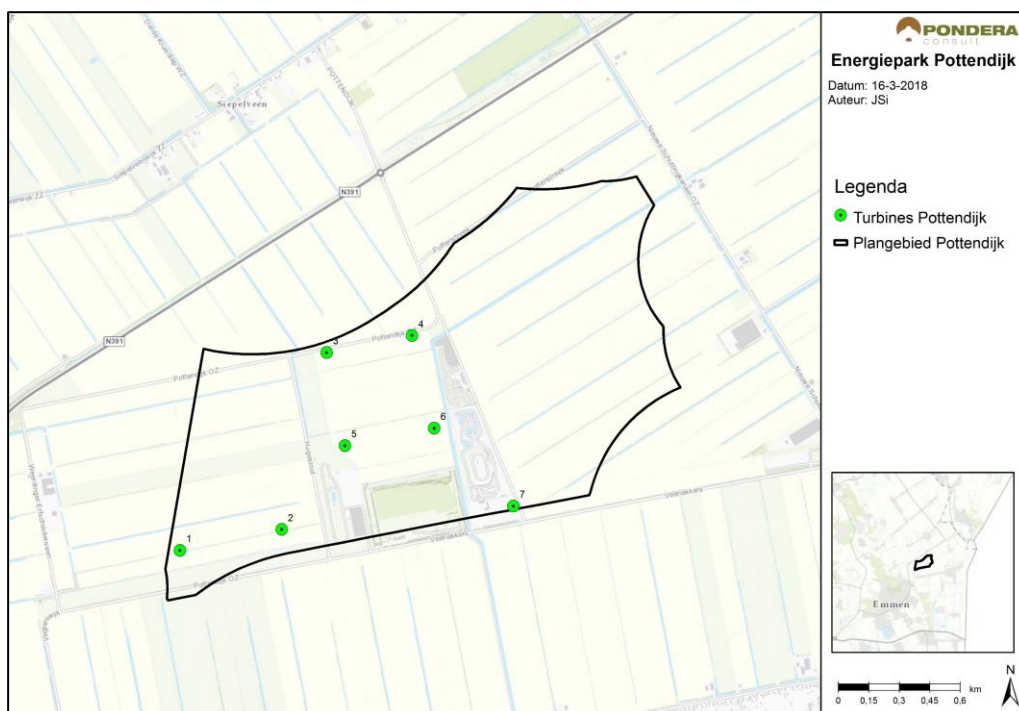 PONDERA
consult
Energiepark Pottendijk
Datum: 16-3-2018
Auteur: JSi
Legenda
Turbines Pottendijk
Plangebied Pottendijk
Siepelveen
POTTENDIJK
N391
N391
Pottendijk
4
3
Pottendijk OZ
6
5
Hogesloot
7
Veenakkers
2
Veenakkers
1
Pottendijk OZ
Emmen
N
km
0
0,15
0,3
0,45
0,6